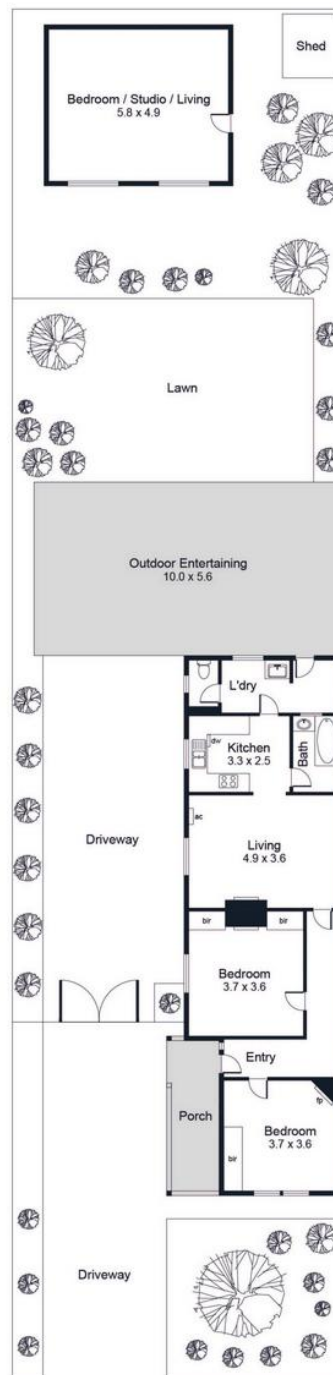 Shed
Bedroom / Studio / Living
5.8 x 4.9
Lawn
Outdoor Entertaining
10.0 x 5.6
L'dry
dw
Kitchen
3.3 x 2.5
Bath
Driveway
ac
Living
4.9 x 3.6
bir
bir
Bedroom
3.7 x 3.6
Entry
Porch
fp
Bedroom
3.7 x 3.6
bir
Driveway